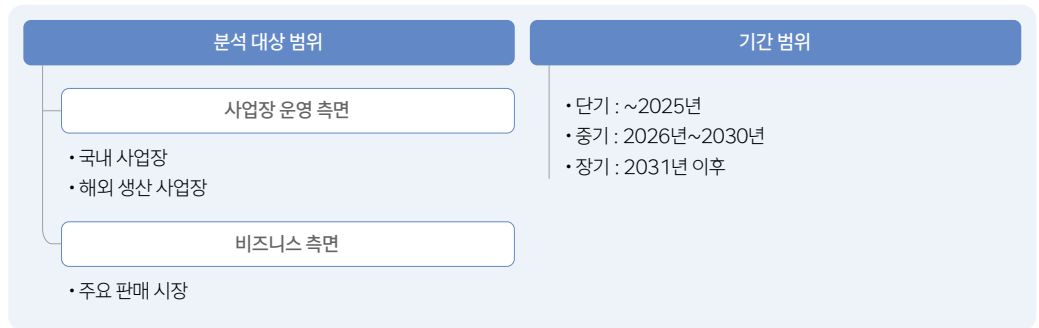 분석 대상 범위
사업장 운영 측면
• 국내 사업장
• 해외 생산 사업장
비즈니스 측면
• 주요 판매 시장
기간 범위
• 단기 : ~2025년
• 중기 : 2026년~2030년
• 장기 : 2031년 이후